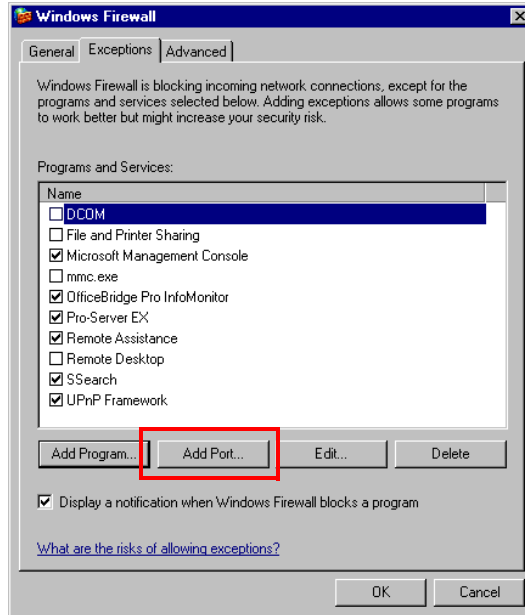 Windows Firewall
General Exceptions Advanced
Windows Firewall is blocking incoming network connections, except for the
programs and services selected below. Adding exceptions allows some programs
to work better but might increase your security risk.
Programs and Services:
Name
DCOM
File and Printer Sharing
Microsoft Management Console
mmc.exe
OfficeBridge Pro InfoMonitor
Pro-Server EX
Remote Assistance
Remote Desktop
SSearch
UPnP Framework
Add Program... Add Port... Edit... Delete
Display a notification when Windows Firewall blocks a program
What are the risks of allowing exceptions?
OK Cancel